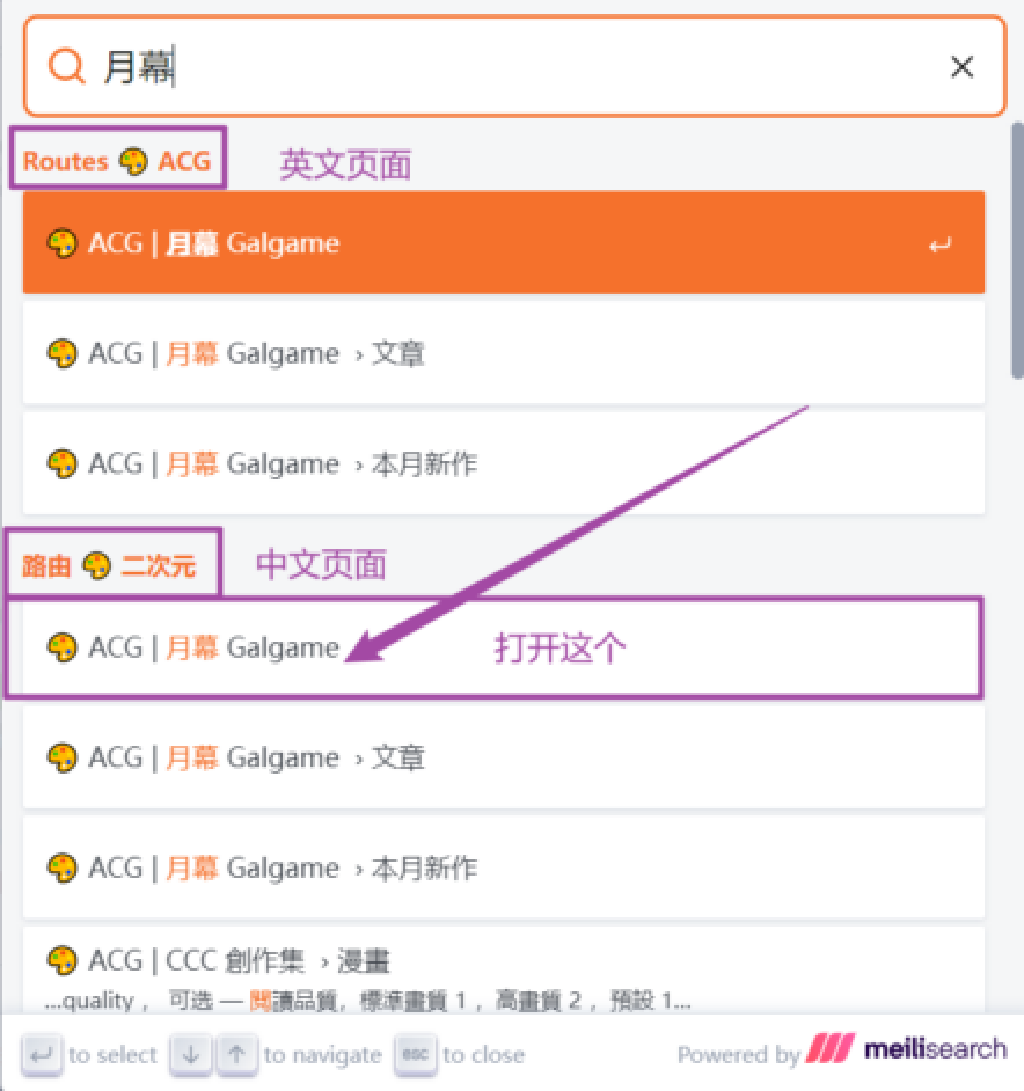 月幕
Routes ACG
英文页面
ACG | 月幕 Galgame
ACG | 月幕 Galgame › 文章
ACG | 月幕 Galgame › 本月新作
路由 二次元
中文页面
ACG | 月幕 Galgame
打开这个
ACG | 月幕 Galgame › 文章
ACG | 月幕 Galgame › 本月新作
ACG | CCC 創作集 › 漫畫
...quality ， 可选 — 閱讀品質，標準畫質 1 ，高畫質 2 ，預設 1...
to select to navigate esc to close Powered by meilisearch